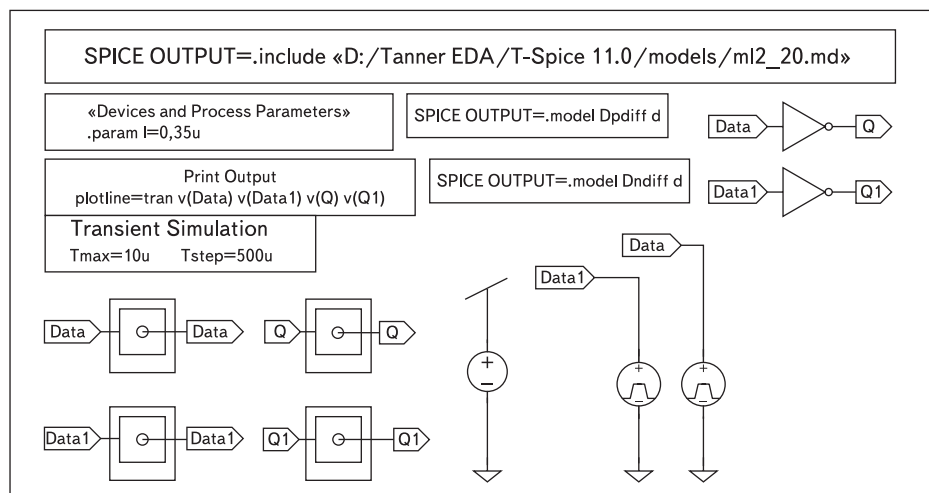 SPICE OUTPUT=.include «D:/Tanner EDA/T-Spice 11.0/models/ml2_20.md»
«Devices and Process Parameters»
.param l=0,35u
SPICE OUTPUT=.model Dpdiff d
Data
Q
Print Output
plotline=tran v(Data) v(Data1) v(Q) v(Q1)
SPICE OUTPUT=.model Dndiff d
Data1
Q1
Transient Simulation
Tmax=10u Tstep=500u
Data
Data1
Data
Data
Q
Q
Data1
Data1
Q1
Q1